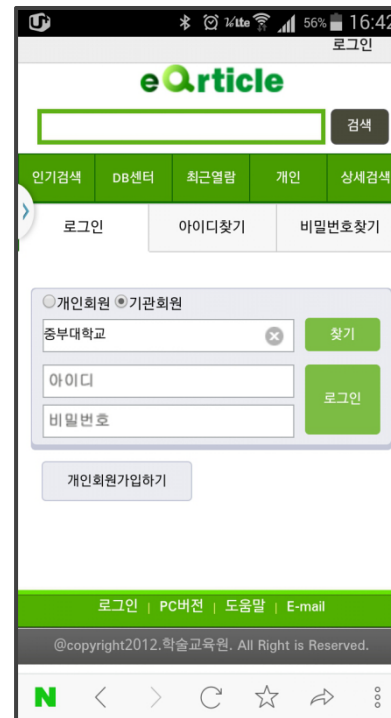 56% 16:42
로그인
earticle
검색
인기검색 DB센터 최근열람 개인 상세검색
로그인 아이디찾기 비밀번호찾기
개인회원 기관회원
중부대학교 찾기
아이디
로그인
비밀번호
개인회원가입하기
로그인 | PC버전 | 도움말 | E-mail
@copyright2012.학술교육원. All Right is Reserved.
N